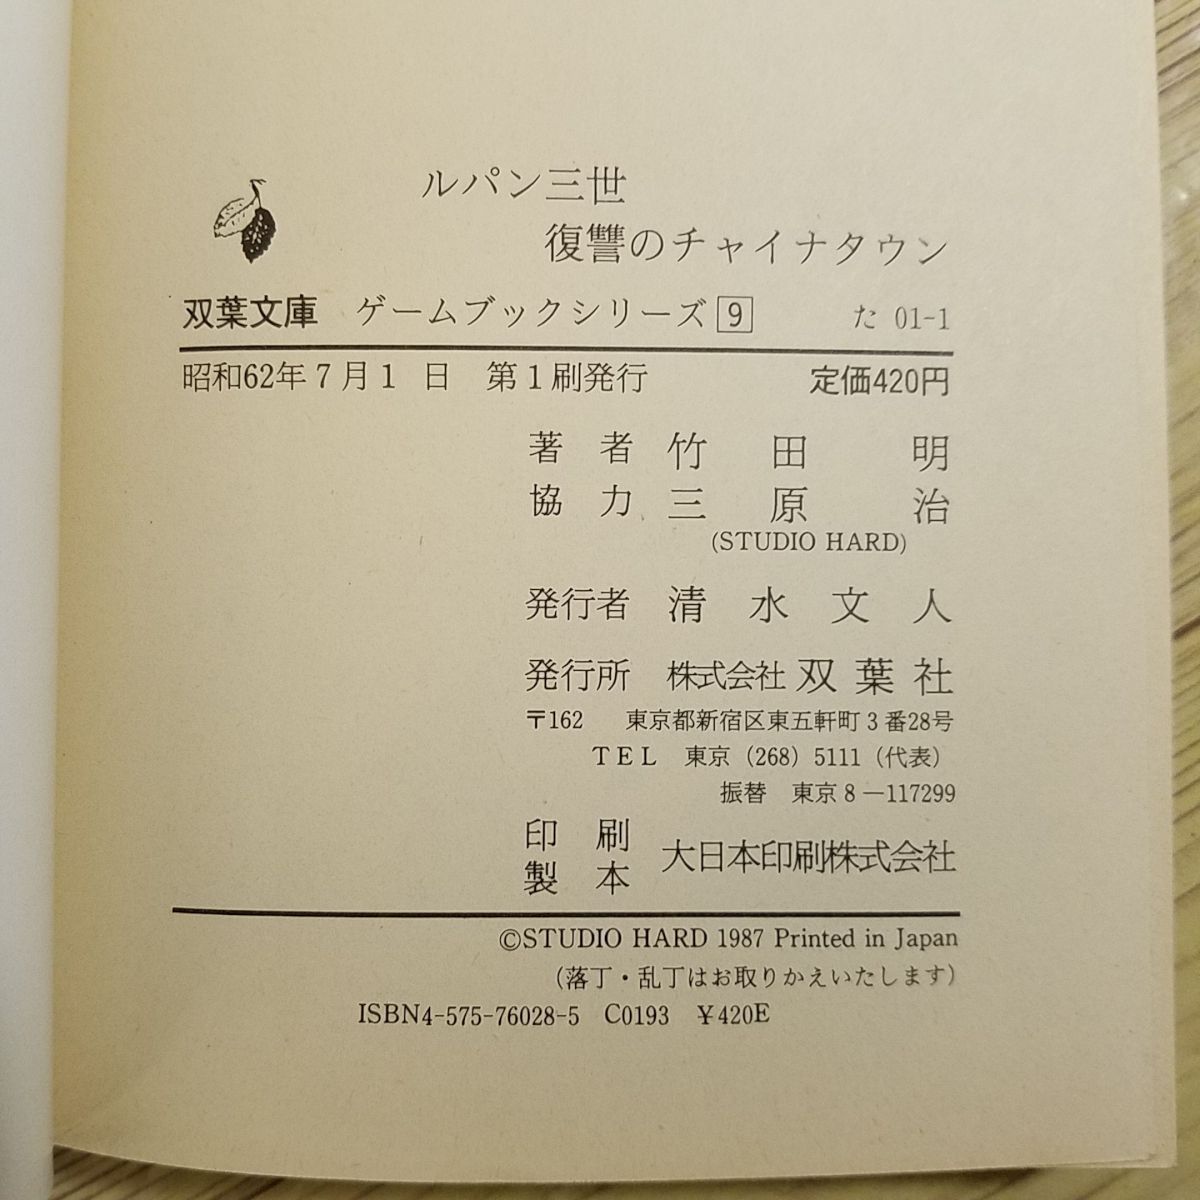 ルパン三世
復讐のチャイナタウン
双葉文庫 ゲームブックシリーズ 9 た 01-1
昭和62年7月1日 第1刷発行 定価420円
著者 竹田明
協力 三原治
(STUDIO HARD)
発行者 清水文人
発行所 株式会社双葉社
〒162 東京都新宿区東五軒町3番28号
TEL 東京(268)5111(代表)
振替 東京8―117299
印刷
製本 大日本印刷株式会社
©STUDIO HARD 1987 Printed in Japan
(落丁・乱丁はお取りかえいたします)
ISBN4-575-76028-5 C0193 ¥420E